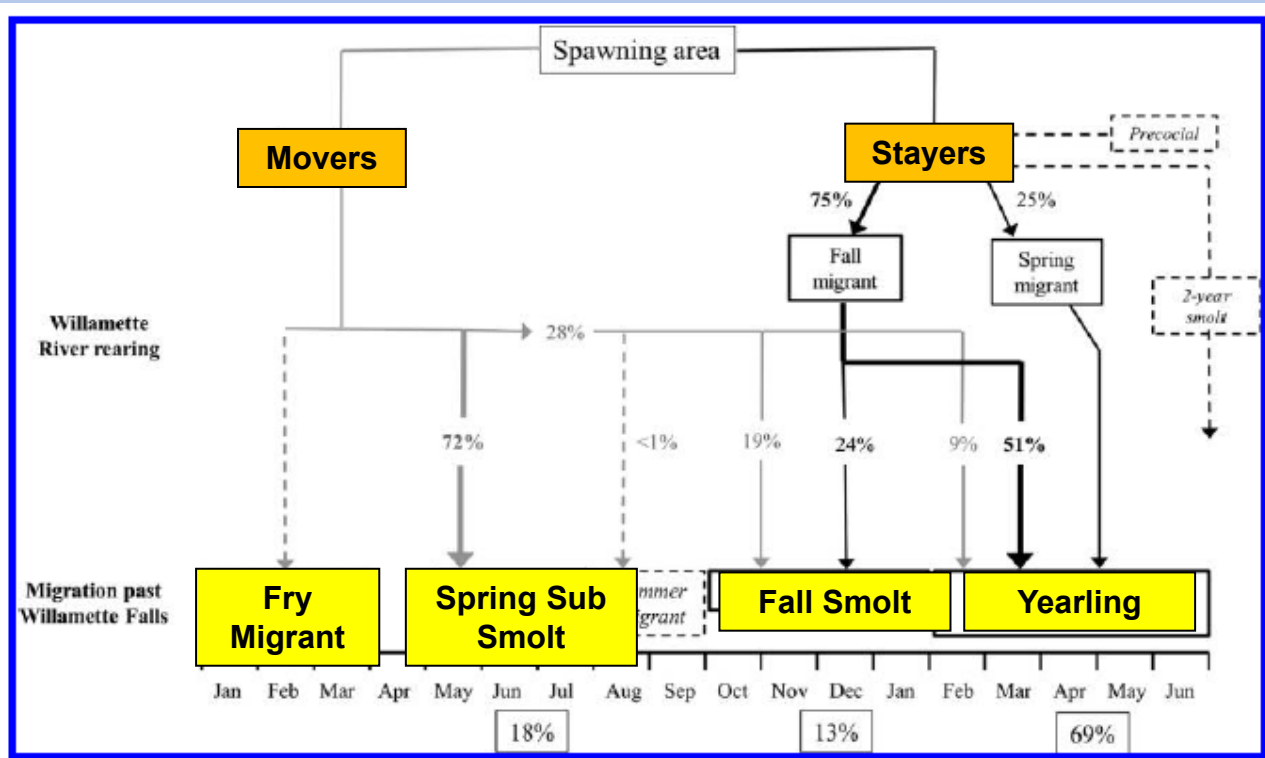 Spawning area
Movers
Stayers
Precocial
75%
25%
Fall
migrant
Spring
migrant
2-year
smolt
Willamette
River rearing
28%
72%
<1%
19%
24%
9%
51%
Migration past
Willamette Falls
Fry
Migrant
Spring Sub
Smolt
mmer
grant
Fall Smolt
Yearling
Jan Feb Mar Apr May Jun Jul Aug Sep Oct Nov Dec Jan Feb Mar Apr May Jun
18% 13% 69%